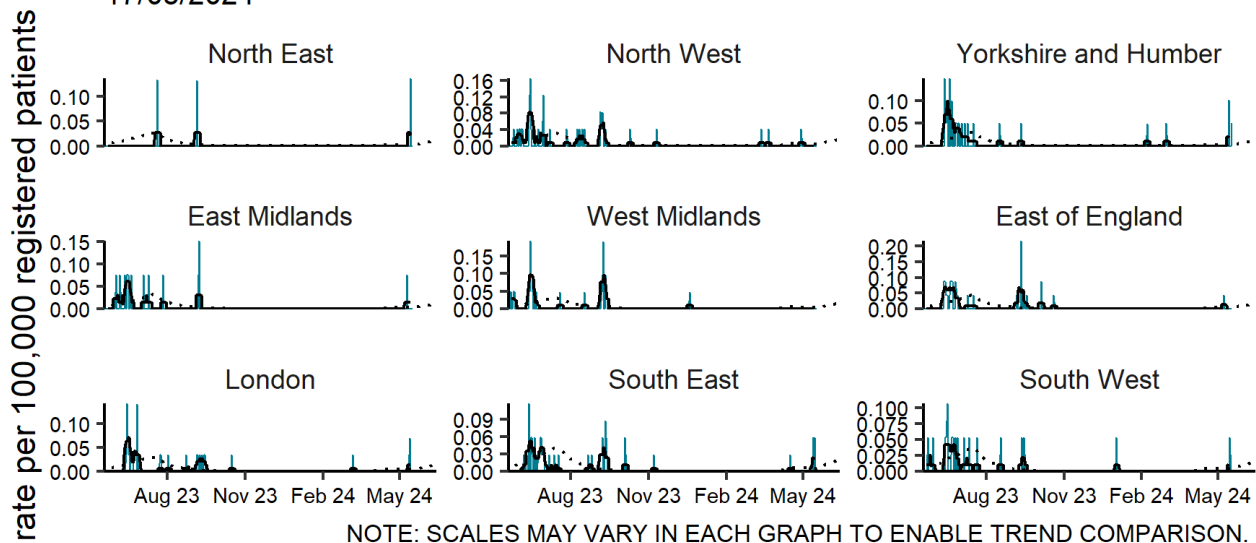 rate per 100,000 registered patients
North East
North West
Yorkshire and Humber
0.10
0.05
0.00
0.16
0.12
0.08
0.04
0.00
0.10
0.05
0.00
East Midlands
West Midlands
East of England
0.15
0.10
0.05
0.00
0.15
0.10
0.05
0.00
0.20
0.15
0.10
0.05
0.00
London
South East
South West
0.10
0.05
0.00
0.09
0.06
0.03
0.00
0.100
0.075
0.050
0.025
0.000
Aug 23 Nov 23 Feb 24 May 24
Aug 23 Nov 23 Feb 24 May 24
Aug 23 Nov 23 Feb 24 May 24
NOTE: SCALES MAY VARY IN EACH GRAPH TO ENABLE TREND COMPARISON.